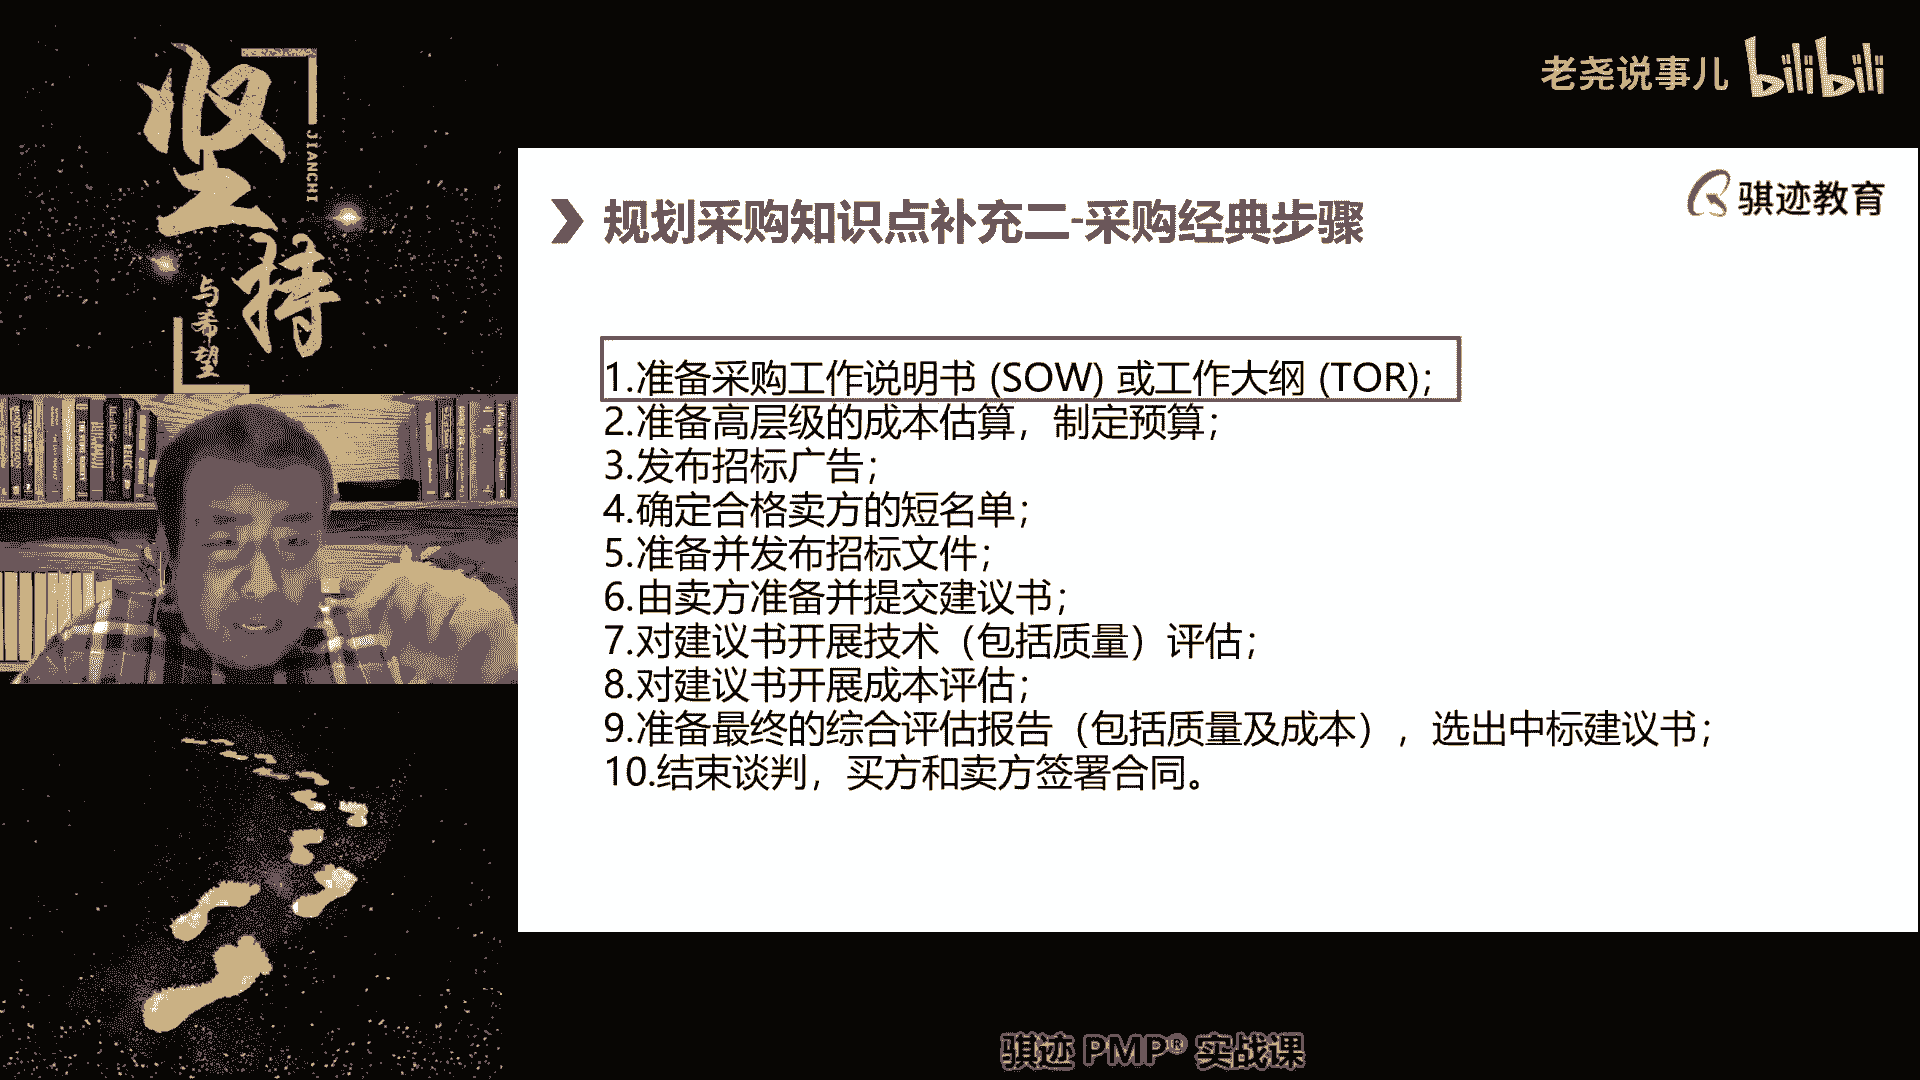 坚持
JIANCHI
与希望
老尧说事儿 bilibili
骐迹教育
规划采购知识点补充二-采购经典步骤
1.准备采购工作说明书 (SOW) 或工作大纲 (TOR)；
2.准备高层级的成本估算，制定预算；
3.发布招标广告；
4.确定合格卖方的短名单；
5.准备并发布招标文件；
6.由卖方准备并提交建议书；
7.对建议书开展技术（包括质量）评估；
8.对建议书开展成本评估；
9.准备最终的综合评估报告（包括质量及成本），选出中标建议书；
10.结束谈判，买方和卖方签署合同。
骐迹 PMP® 实战课